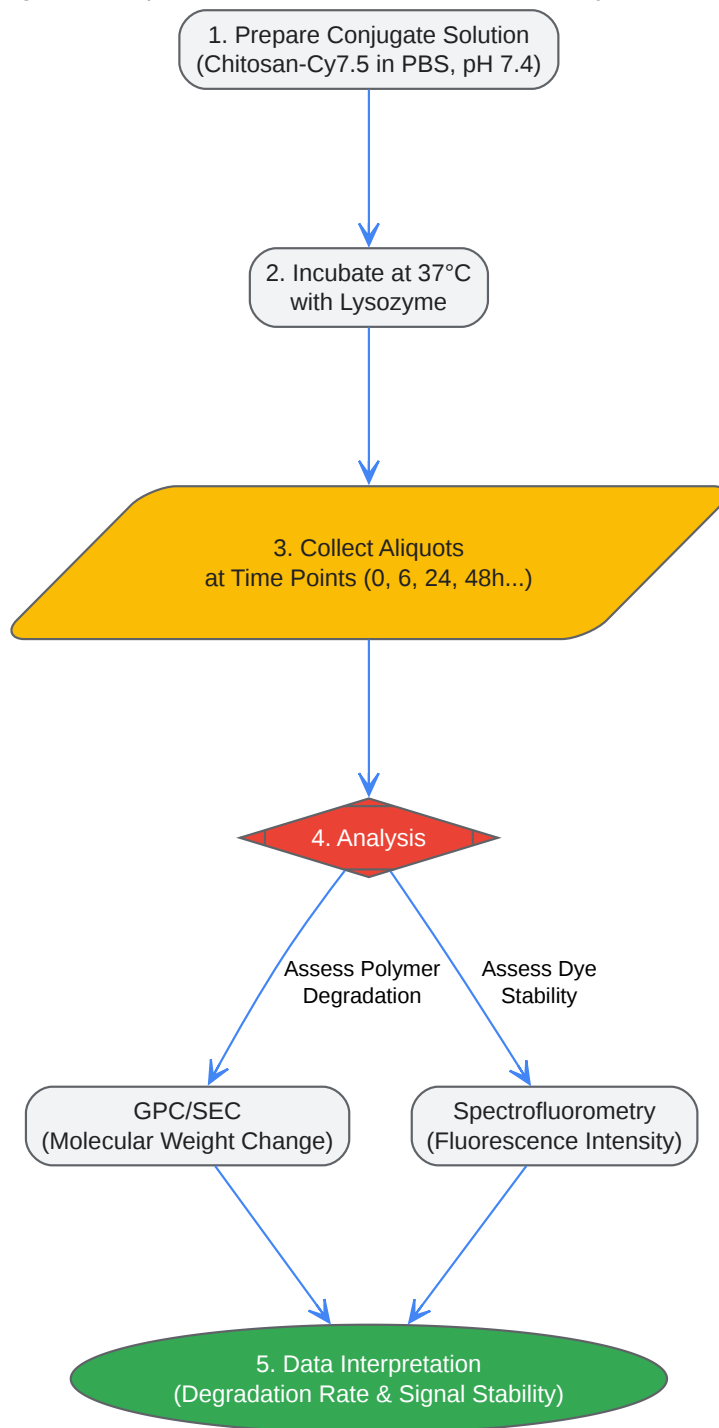 1. Prepare Conjugate Solution
(Chitosan-Cy7.5 in PBS, pH 7.4)
2. Incubate at 37°C
with Lysozyme
3. Collect Aliquots
at Time Points (0, 6, 24, 48h...)
4. Analysis
Assess Polymer
Degradation
Assess Dye
Stability
GPC/SEC
(Molecular Weight Change)
Spectrofluorometry
(Fluorescence Intensity)
5. Data Interpretation
(Degradation Rate & Signal Stability)